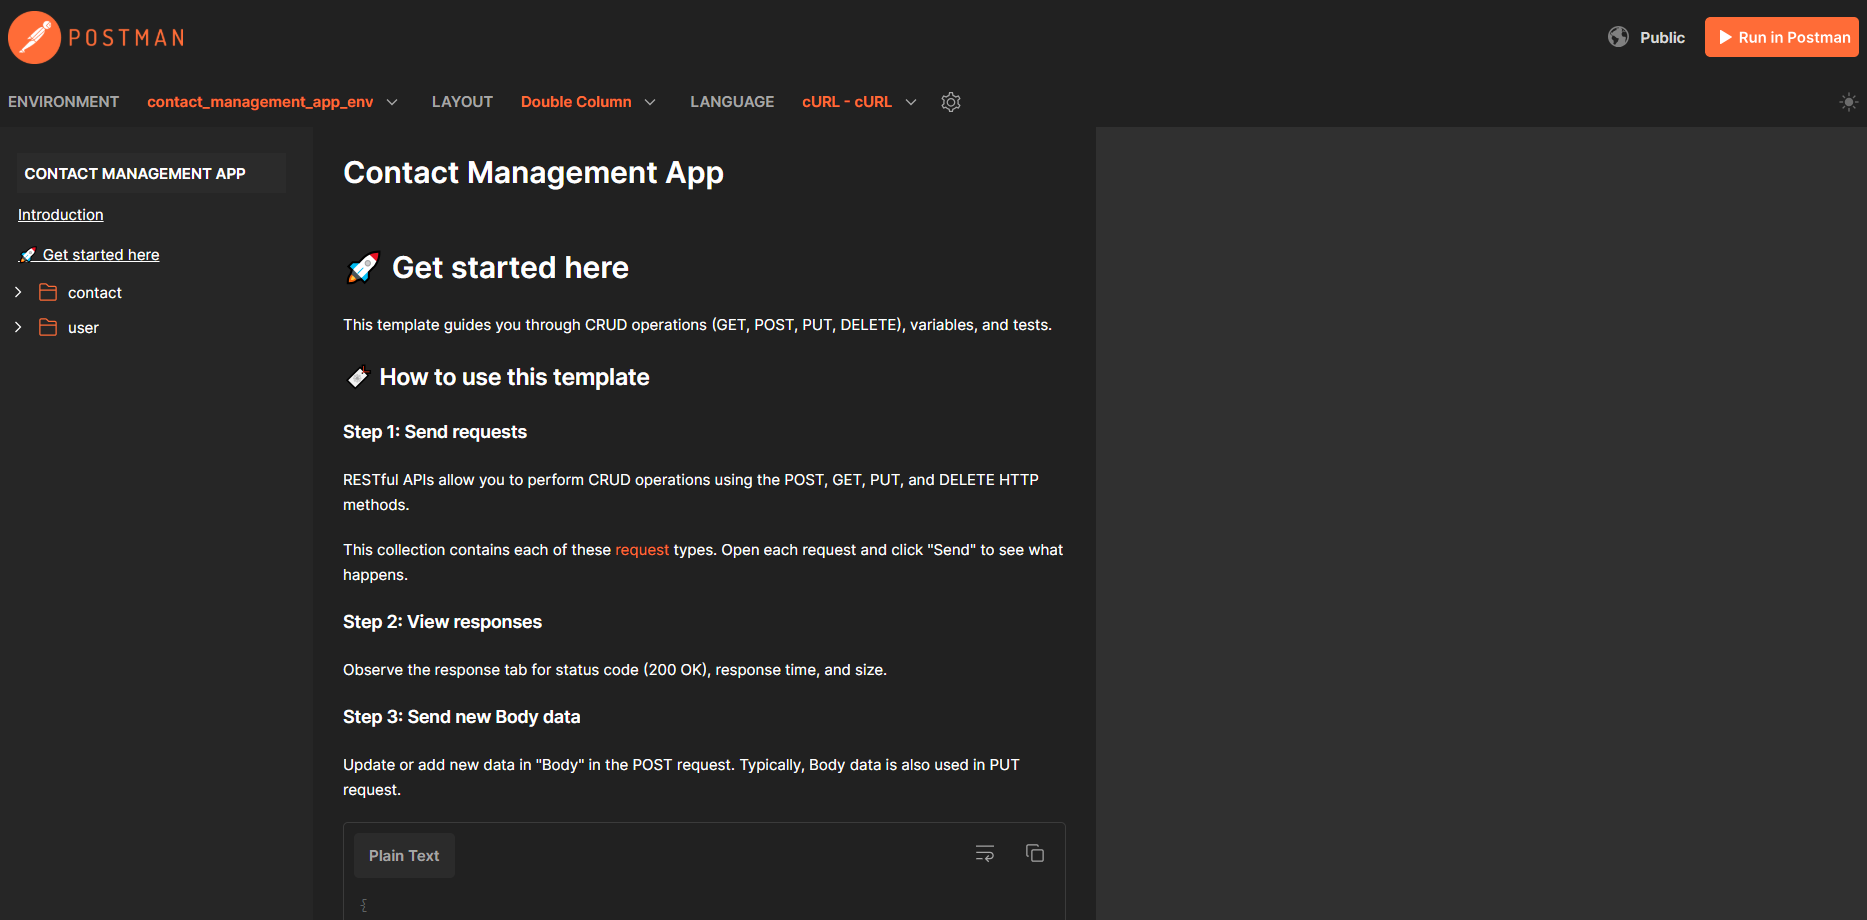 POSTMAN
Public
Run in Postman
ENVIRONMENT contact_management_app_env LAYOUT Double Column LANGUAGE cURL - cURL
CONTACT MANAGEMENT APP
Introduction
🚀 Get started here
contact
user
Contact Management App
🚀 Get started here
This template guides you through CRUD operations (GET, POST, PUT, DELETE), variables, and tests.
How to use this template
Step 1: Send requests
RESTful APIs allow you to perform CRUD operations using the POST, GET, PUT, and DELETE HTTP
methods.
This collection contains each of these request types. Open each request and click "Send" to see what
happens.
Step 2: View responses
Observe the response tab for status code (200 OK), response time, and size.
Step 3: Send new Body data
Update or add new data in "Body" in the POST request. Typically, Body data is also used in PUT
request.
Plain Text
{